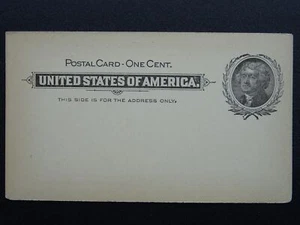 POSTAL CARD · ONE CENT.
UNITED STATES OF AMERICA.
THIS SIDE IS FOR THE ADDRESS ONLY.